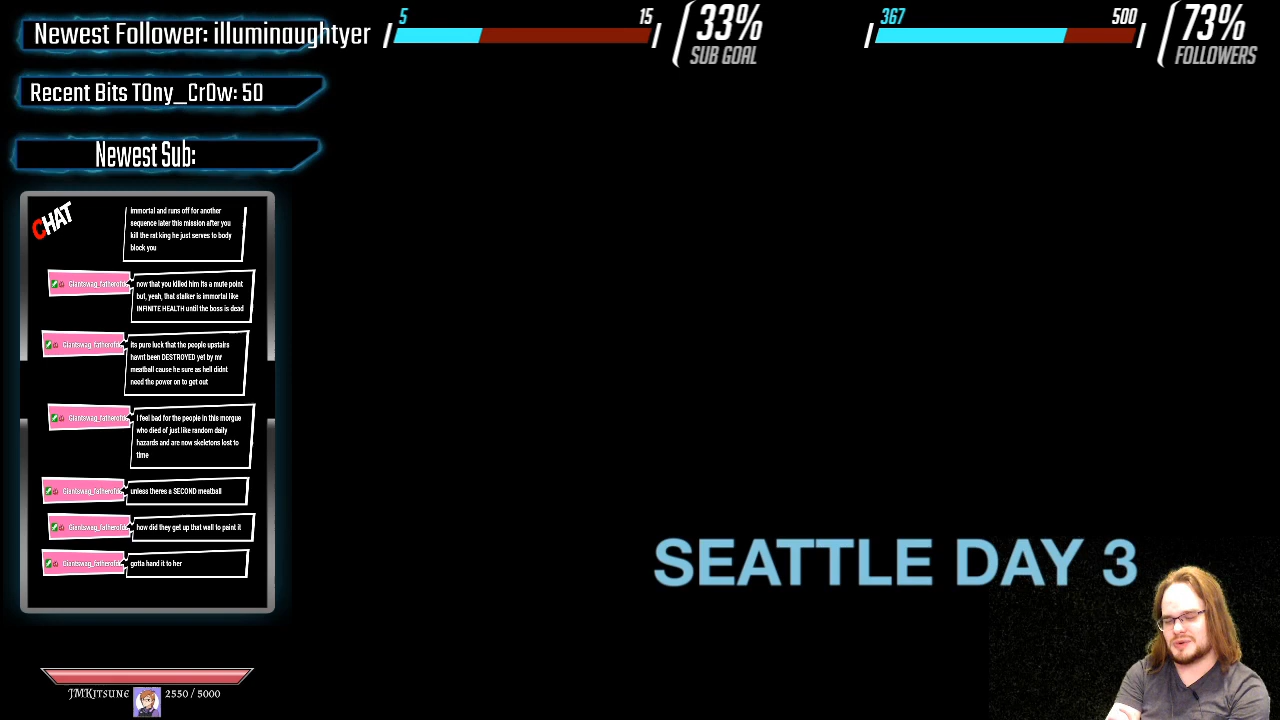 Newest Follower: illuminaughtyer
5
15
33%
SUB GOAL
367
500
73%
FOLLOWERS
Recent Bits T0ny_Cr0w: 50
Newest Sub:
CHAT
immortal and runs off for another
sequence later this mission after you
kill the rat king he just serves to body
block you
now that you killed him its a mute point
but, yeah, that stalker is immortal like
INFINITE HEALTH until the boss is dead
its pure luck that the people upstairs
havnt been DESTROYED yet by mr
meatball cause he sure as hell didnt
need the power on to get out
i feel bad for the people in this morgue
who died of just like random daily
hazards and are now skeletons lost to
time
unless theres a SECOND meatball
how did they get up that wall to paint it
gotta hand it to her
SEATTLE DAY 3
JMKitsune
2550 / 5000